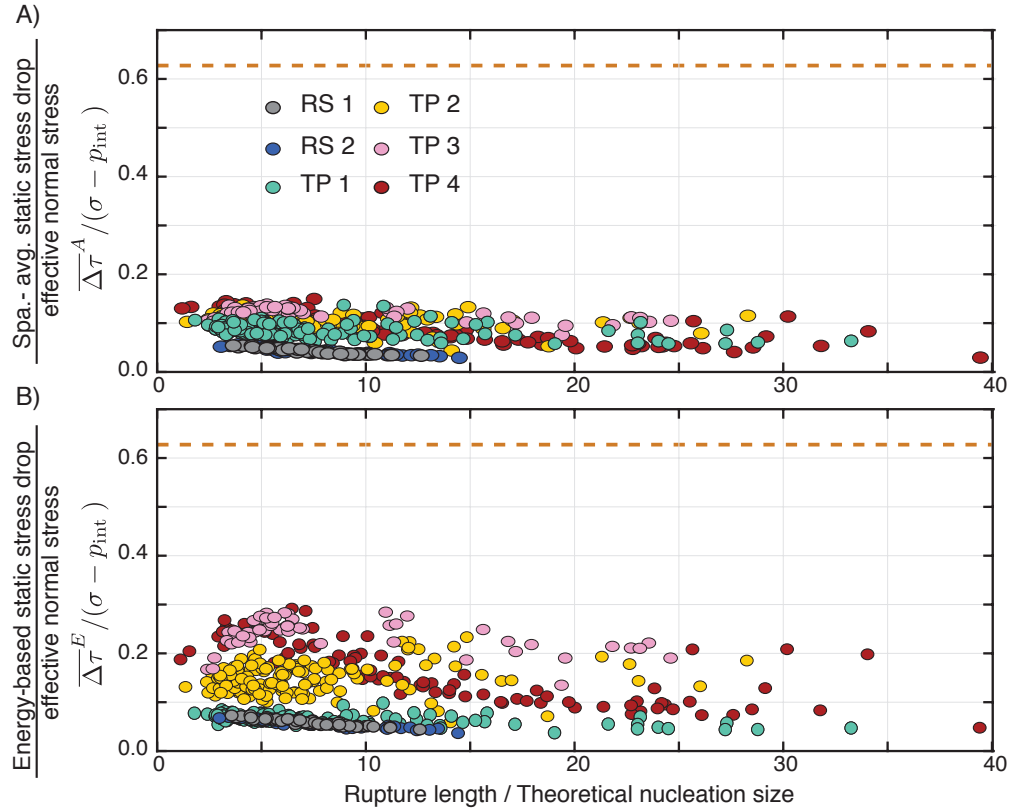 A)
Spa.- avg. static stress drop
effective normal stress
Δτ^A / (σ − p_int)
0.6
0.4
0.2
0.0
RS 1
TP 2
RS 2
TP 3
TP 1
TP 4
0 10 20 30 40
B)
Energy-based static stress drop
effective normal stress
Δτ^E / (σ − p_int)
0.6
0.4
0.2
0.0
0 10 20 30 40
Rupture length / Theoretical nucleation size